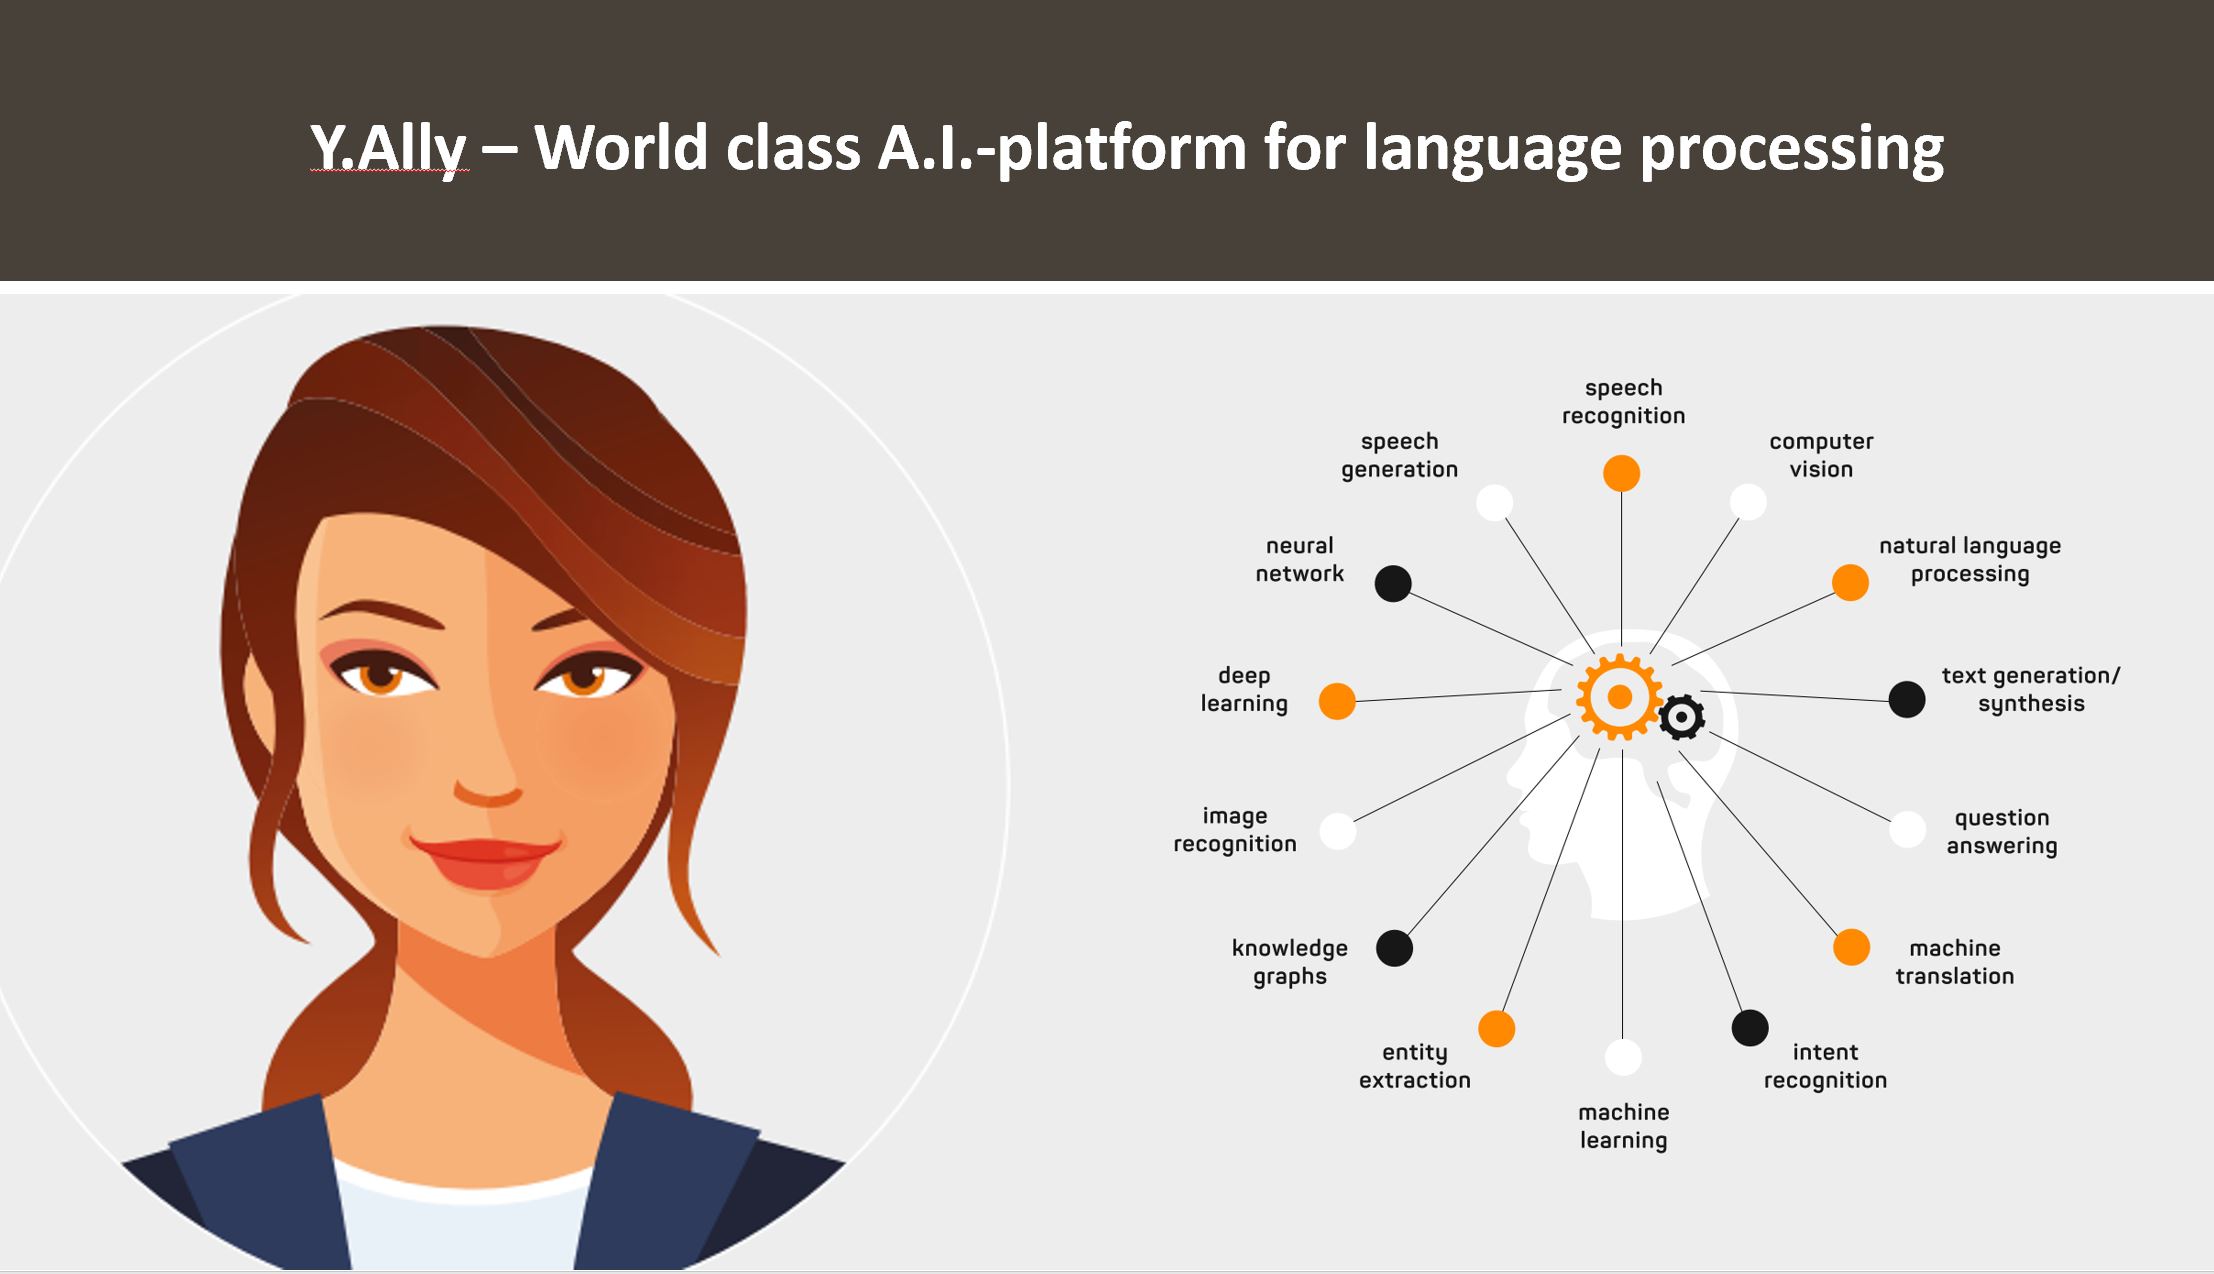 Y.Ally – World class A.I.-platform for language processing
speech
recognition
speech
generation
computer
vision
neural
network
natural language
processing
deep
learning
text generation/
synthesis
image
recognition
question
answering
knowledge
graphs
machine
translation
entity
extraction
intent
recognition
machine
learning